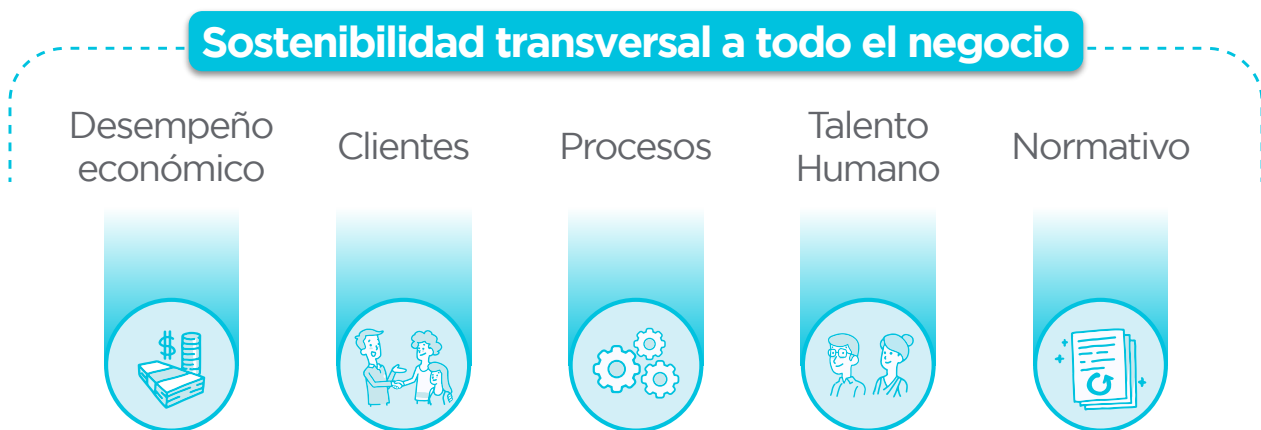 Sostenibilidad transversal a todo el negocio
Desempeño
económico
Clientes
Procesos
Talento
Humano
Normativo
$